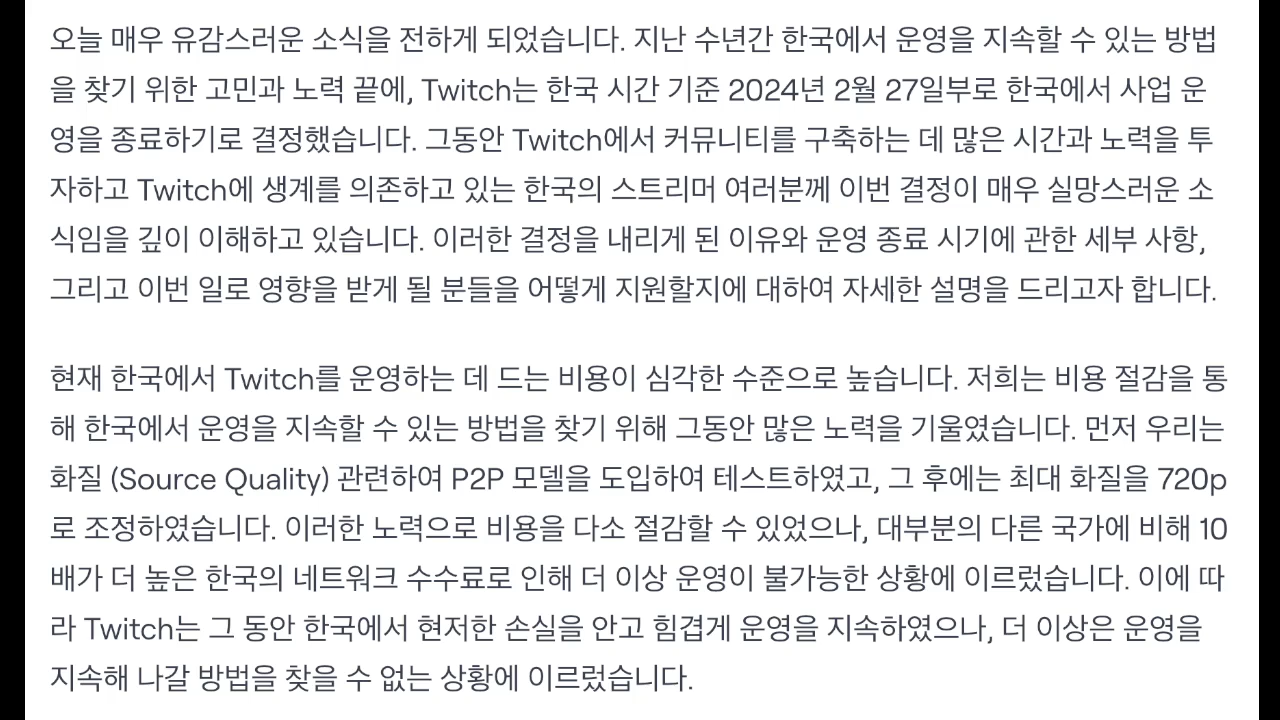 오늘 매우 유감스러운 소식을 전하게 되었습니다. 지난 수년간 한국에서 운영을 지속할 수 있는 방법
을 찾기 위한 고민과 노력 끝에, Twitch는 한국 시간 기준 2024년 2월 27일부로 한국에서 사업 운
영을 종료하기로 결정했습니다. 그동안 Twitch에서 커뮤니티를 구축하는 데 많은 시간과 노력을 투
자하고 Twitch에 생계를 의존하고 있는 한국의 스트리머 여러분께 이번 결정이 매우 실망스러운 소
식임을 깊이 이해하고 있습니다. 이러한 결정을 내리게 된 이유와 운영 종료 시기에 관한 세부 사항,
그리고 이번 일로 영향을 받게 될 분들을 어떻게 지원할지에 대하여 자세한 설명을 드리고자 합니다.
현재 한국에서 Twitch를 운영하는 데 드는 비용이 심각한 수준으로 높습니다. 저희는 비용 절감을 통
해 한국에서 운영을 지속할 수 있는 방법을 찾기 위해 그동안 많은 노력을 기울였습니다. 먼저 우리는
화질 (Source Quality) 관련하여 P2P 모델을 도입하여 테스트하였고, 그 후에는 최대 화질을 720p
로 조정하였습니다. 이러한 노력으로 비용을 다소 절감할 수 있었으나, 대부분의 다른 국가에 비해 10
배가 더 높은 한국의 네트워크 수수료로 인해 더 이상 운영이 불가능한 상황에 이르렀습니다. 이에 따
라 Twitch는 그 동안 한국에서 현저한 손실을 안고 힘겹게 운영을 지속하였으나, 더 이상은 운영을
지속해 나갈 방법을 찾을 수 없는 상황에 이르렀습니다.